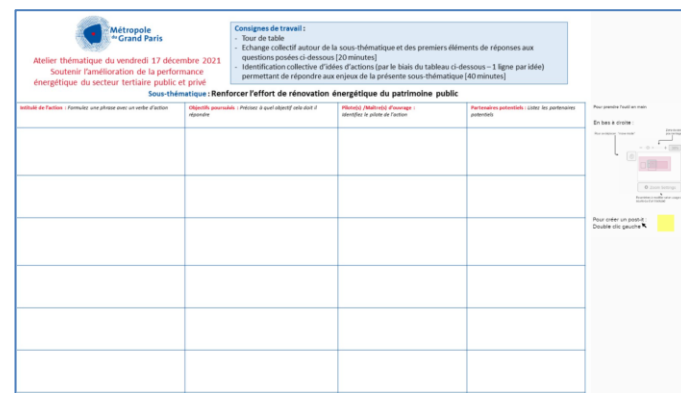 Métropole
du Grand Paris
Atelier thématique du vendredi 17 décembre 2021
Soutenir l'amélioration de la performance
énergétique du secteur tertiaire public et privé
Consignes de travail :
- Tour de table
- Echange collectif autour de la sous-thématique et des premiers éléments de réponses aux
questions posées ci-dessous [20 minutes]
- Identification collective d'idées d'actions (par le biais du tableau ci-dessous – 1 ligne par idée)
permettant de répondre aux enjeux de la présente sous-thématique [40 minutes]
Sous-thématique : Renforcer l'effort de rénovation énergétique du patrimoine public
Intitulé de l'action : Formulez une phrase avec un verbe d'action
Objectifs poursuivis : Précisez à quel objectif cela doit il
répondre
Pilote(s) /Maître(s) d'ouvrage :
identifiez le pilote de l'action
Partenaires potentiels : Listez les partenaires
potentiels
Pour prendre l'outil en main
En bas à droite :
Pour créer un post-it :
Double clic gauche